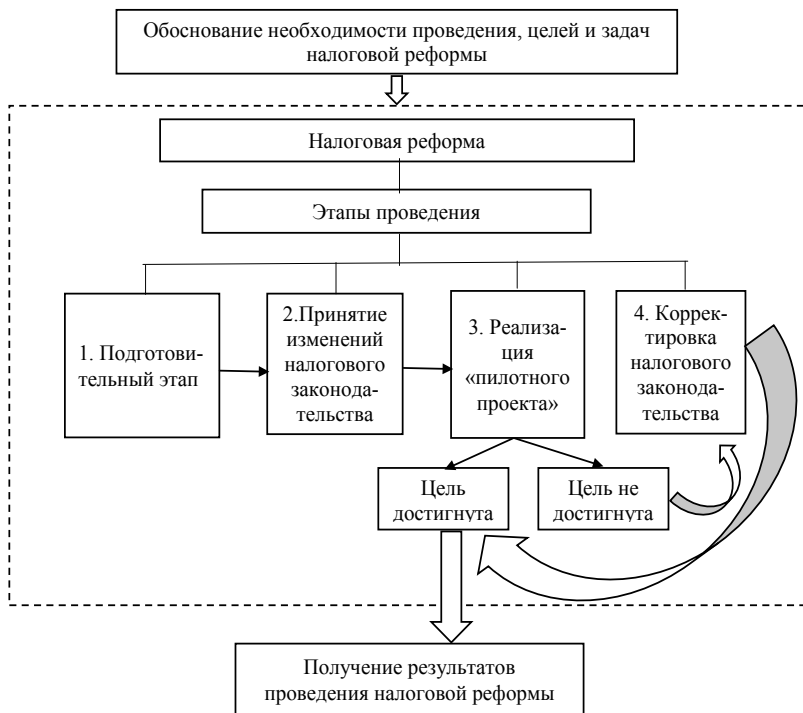 Обоснование необходимости проведения, целей и задач
налоговой реформы
Налоговая реформа
Этапы проведения
1. Подготови-
тельный этап
2.Принятие
изменений
налогового
законода-
тельства
3. Реализа-
ция
«пилотного
проекта»
4. Коррек-
тировка
налогового
законода-
тельства
Цель
достигнута
Цель не
достигнута
Получение результатов
проведения налоговой реформы